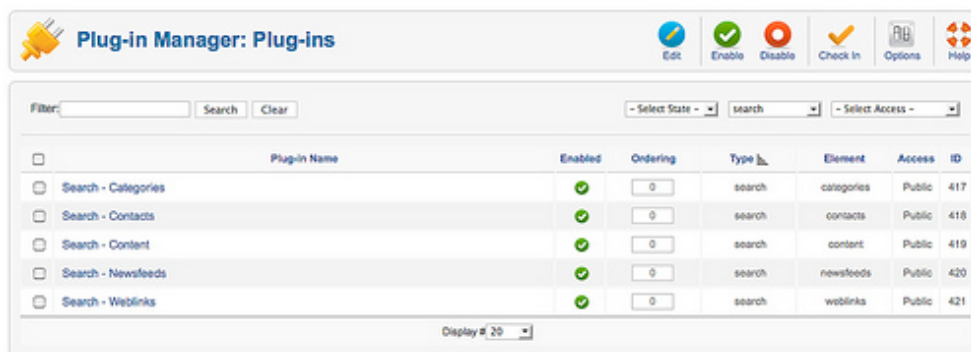 Plug-in Manager: Plug-ins
Edit Enable Disable Check In Options Help
Filter: Search Clear - Select State - search - Select Access -
Plug-in Name Enabled Ordering Type Element Access ID
Search - Categories 0 search categories Public 417
Search - Contacts 0 search contacts Public 418
Search - Content 0 search content Public 419
Search - Newsfeeds 0 search newsfeeds Public 420
Search - Weblinks 0 search weblinks Public 421
Display # 20